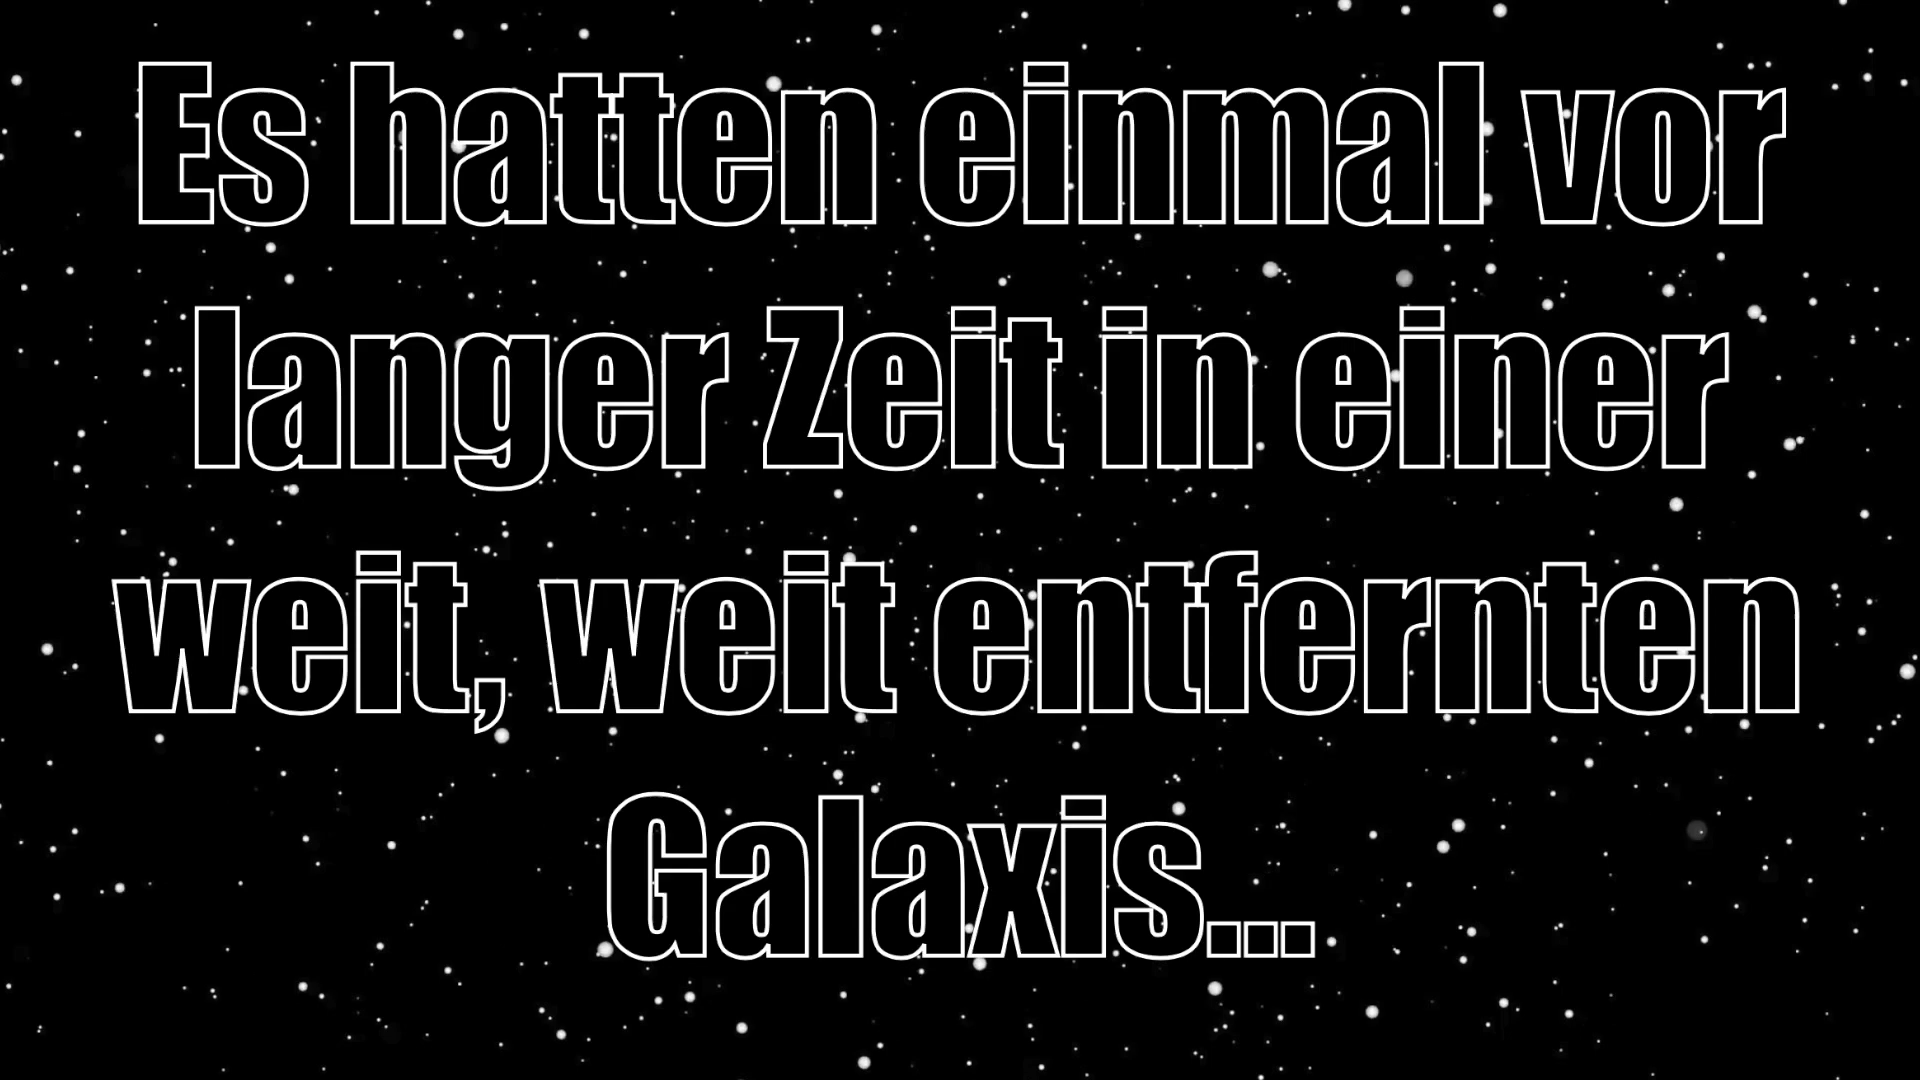 Es hatten einmal vor
langer Zeit in einer
weit, weit entfernten
Galaxis...